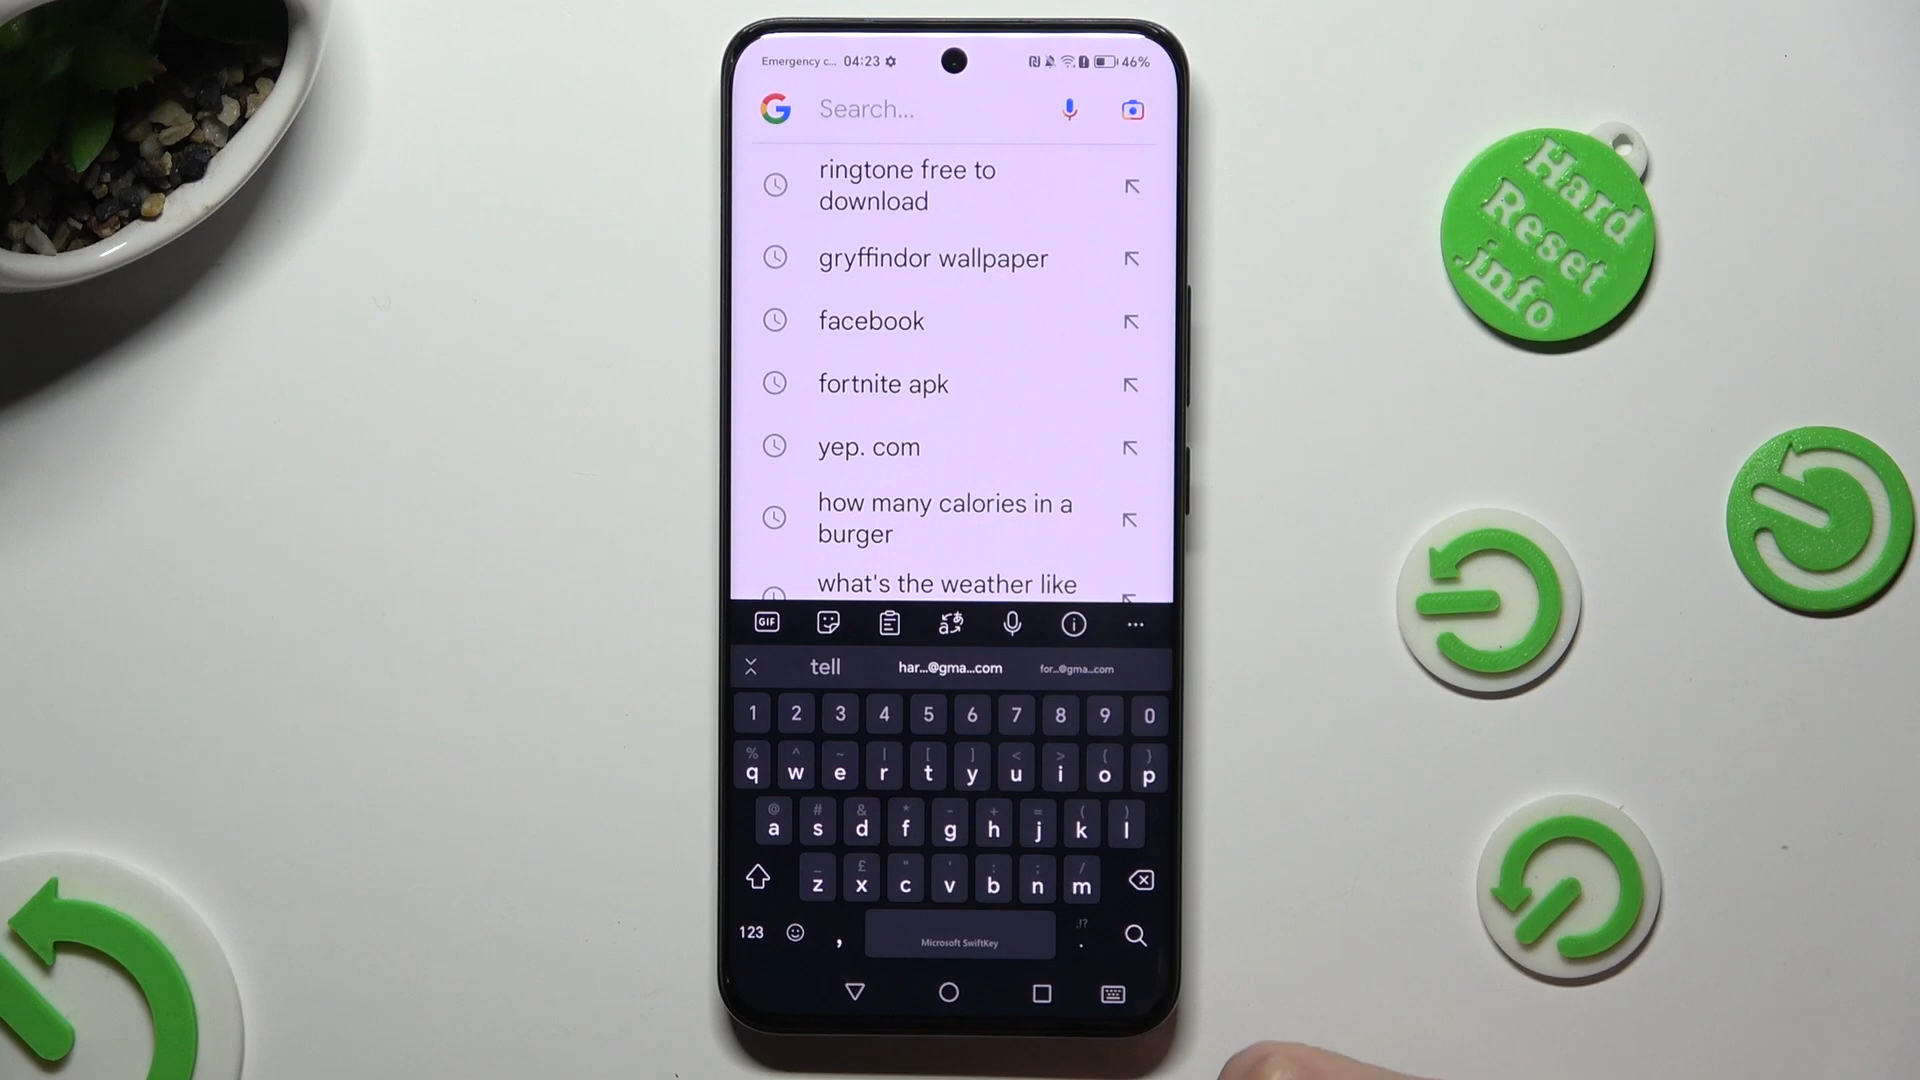 Emergency c... 04:23 46%
Search...
ringtone free to
download
gryffindor wallpaper
facebook
fortnite apk
yep. com
how many calories in a
burger
what's the weather like
GIF
tell har...@gma...com for...@gma...com
1 2 3 4 5 6 7 8 9 0
% ^ ~ | [ ] < > { }
q w e r t y u i o p
@ # & * - + = ( )
a s d f g h j k l
_ £ " ' : ; /
z x c v b n m
123 , Microsoft SwiftKey .!? .
Hard
Reset
.info